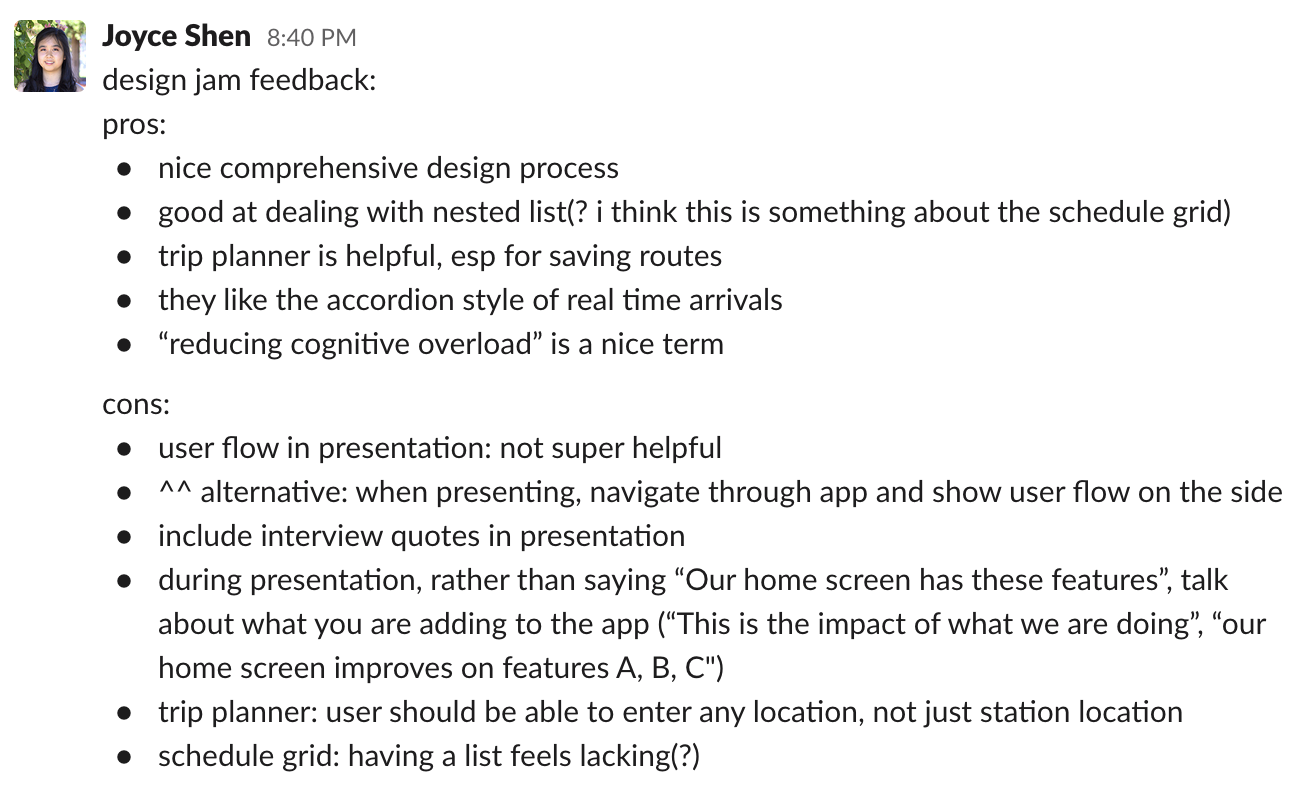 Joyce Shen 8:40 PM
design jam feedback:
pros:
● nice comprehensive design process
● good at dealing with nested list(? i think this is something about the schedule grid)
● trip planner is helpful, esp for saving routes
● they like the accordion style of real time arrivals
● “reducing cognitive overload” is a nice term
cons:
● user flow in presentation: not super helpful
● ^^ alternative: when presenting, navigate through app and show user flow on the side
● include interview quotes in presentation
● during presentation, rather than saying “Our home screen has these features”, talk
about what you are adding to the app (“This is the impact of what we are doing”, “our
home screen improves on features A, B, C")
● trip planner: user should be able to enter any location, not just station location
● schedule grid: having a list feels lacking(?)